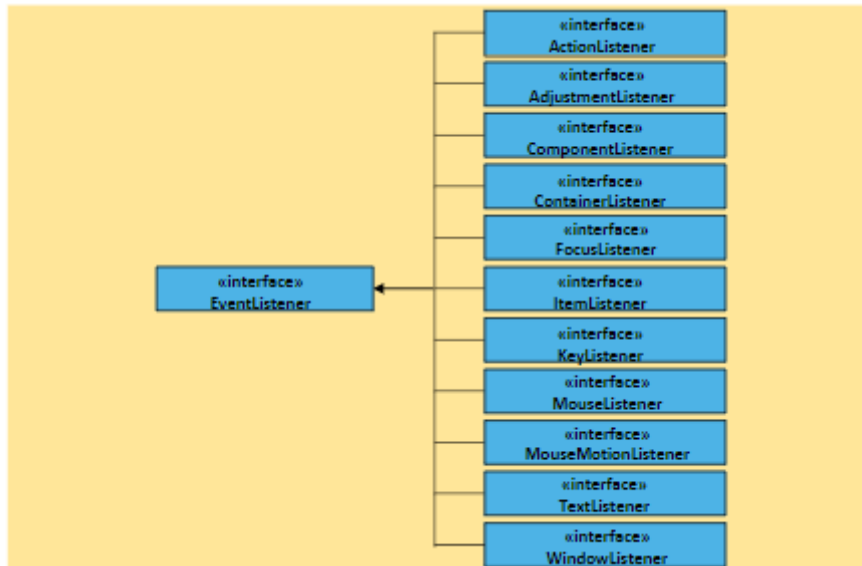 «interface»
ActionListener
«interface»
AdjustmentListener
«interface»
ComponentListener
«interface»
ContainerListener
«interface»
FocusListener
«interface»
EventListener
«interface»
ItemListener
«interface»
KeyListener
«interface»
MouseListener
«interface»
MouseMotionListener
«interface»
TextListener
«interface»
WindowListener